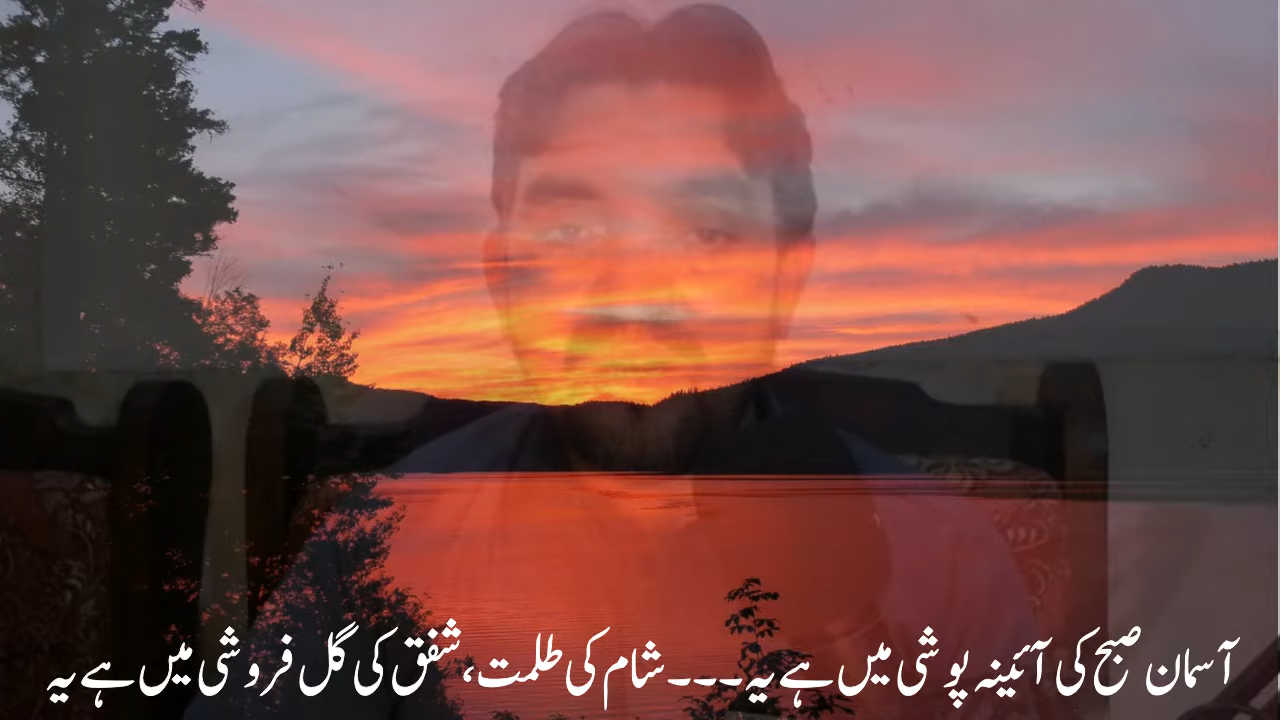 آسمان صبح کی آئینہ پوشی میں ہے یہ۔۔۔شام کی ظلمت، شفق کی گل فروشی میں ہے یہ